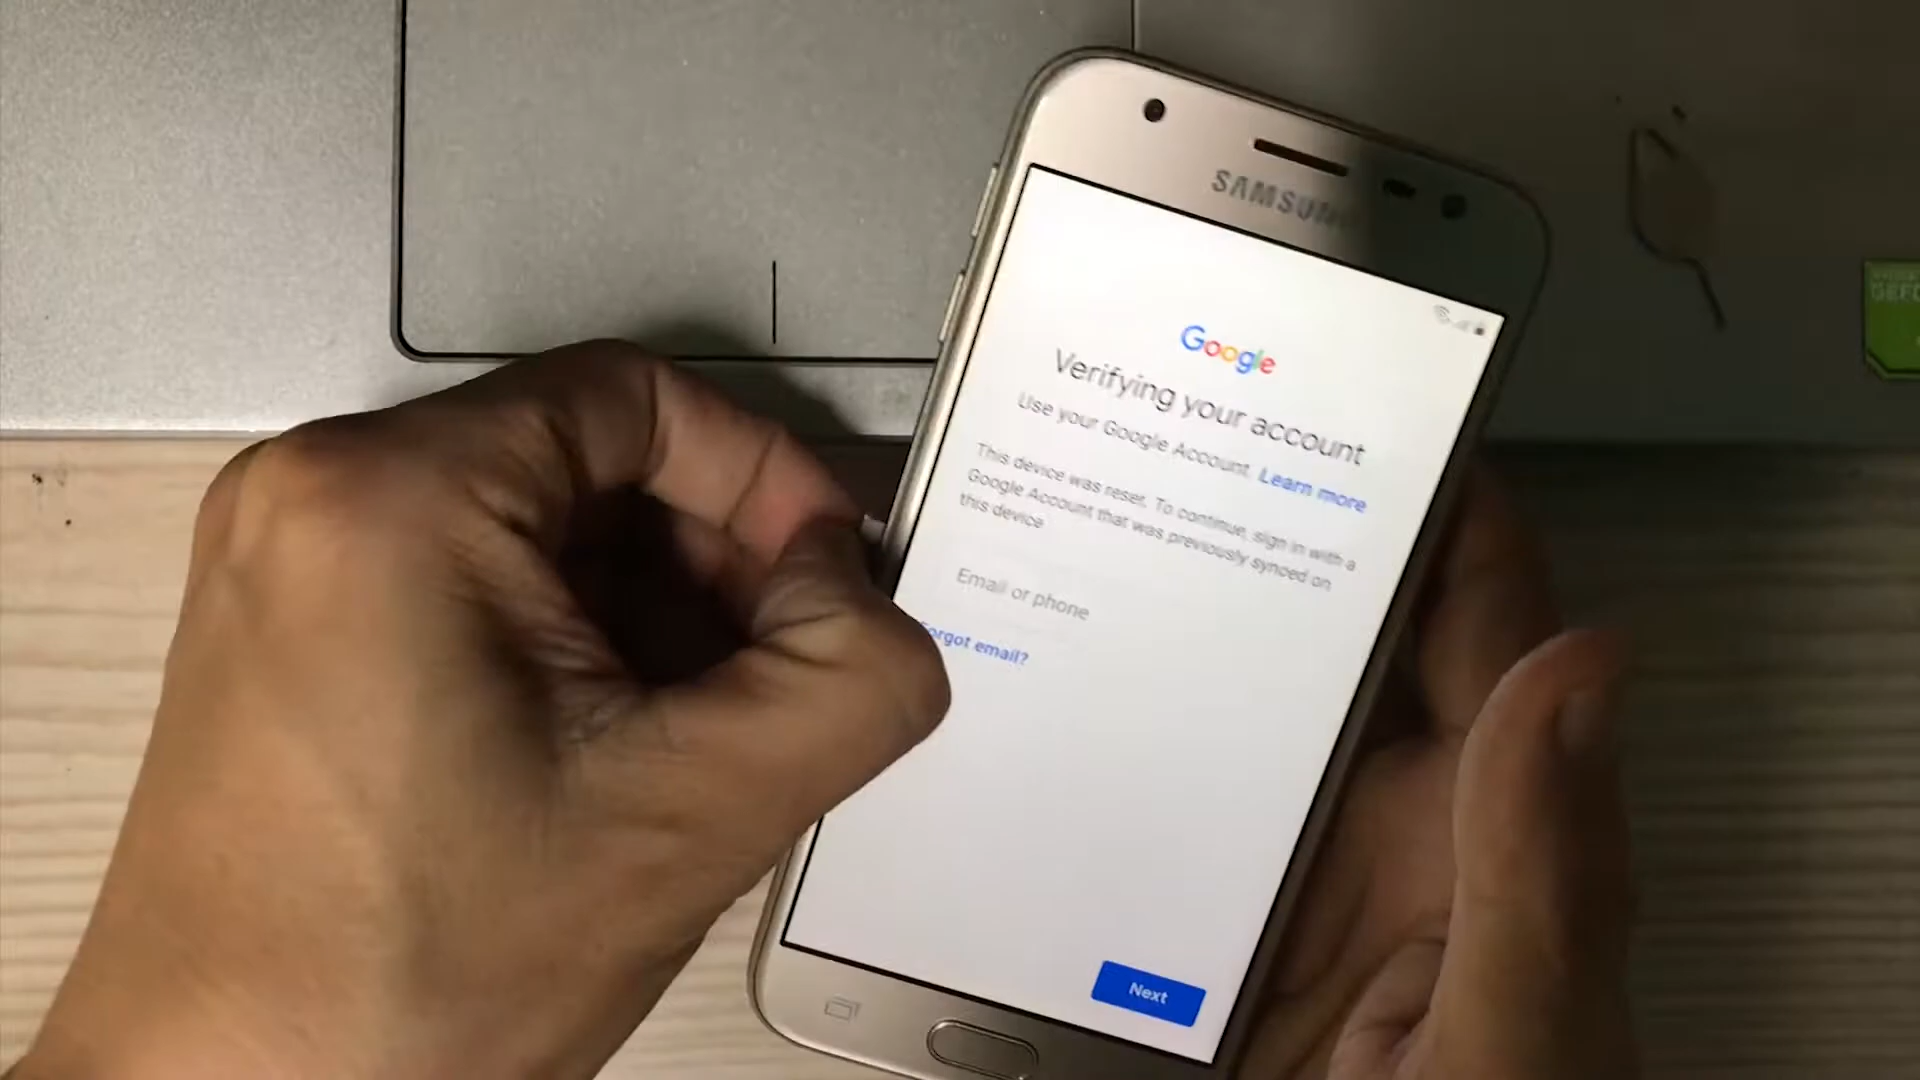 SAMSUNG
Google
Verifying your account
Use your Google Account. Learn more
This device was reset. To continue, sign in with a
Google Account that was previously synced on
this device
Email or phone
Forgot email?
Next